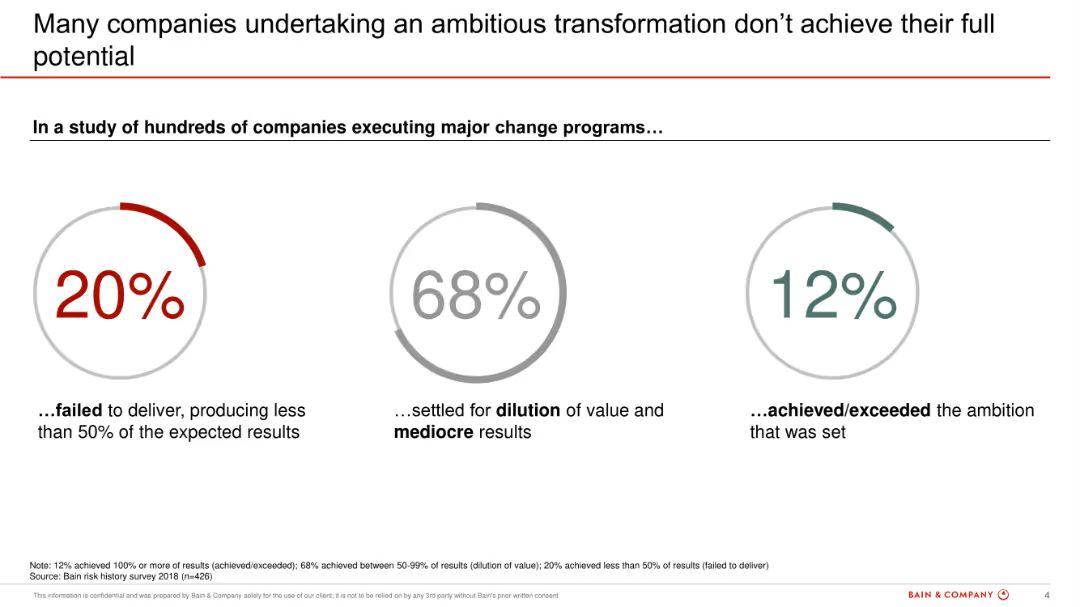 Many companies undertaking an ambitious transformation don’t achieve their full
potential
In a study of hundreds of companies executing major change programs…
20%
68%
12%
…failed to deliver, producing less
than 50% of the expected results
…settled for dilution of value and
mediocre results
…achieved/exceeded the ambition
that was set
Note: 12% achieved 100% or more of results (achieved/exceeded); 68% achieved between 50-99% of results (dilution of value); 20% achieved less than 50% of results (failed to deliver)
Source: Bain risk history survey 2018 (n=426)
This information is confidential and was prepared by Bain & Company solely for the use of our client; it is not to be relied on by any 3rd party without Bain's prior written consent
BAIN & COMPANY
4